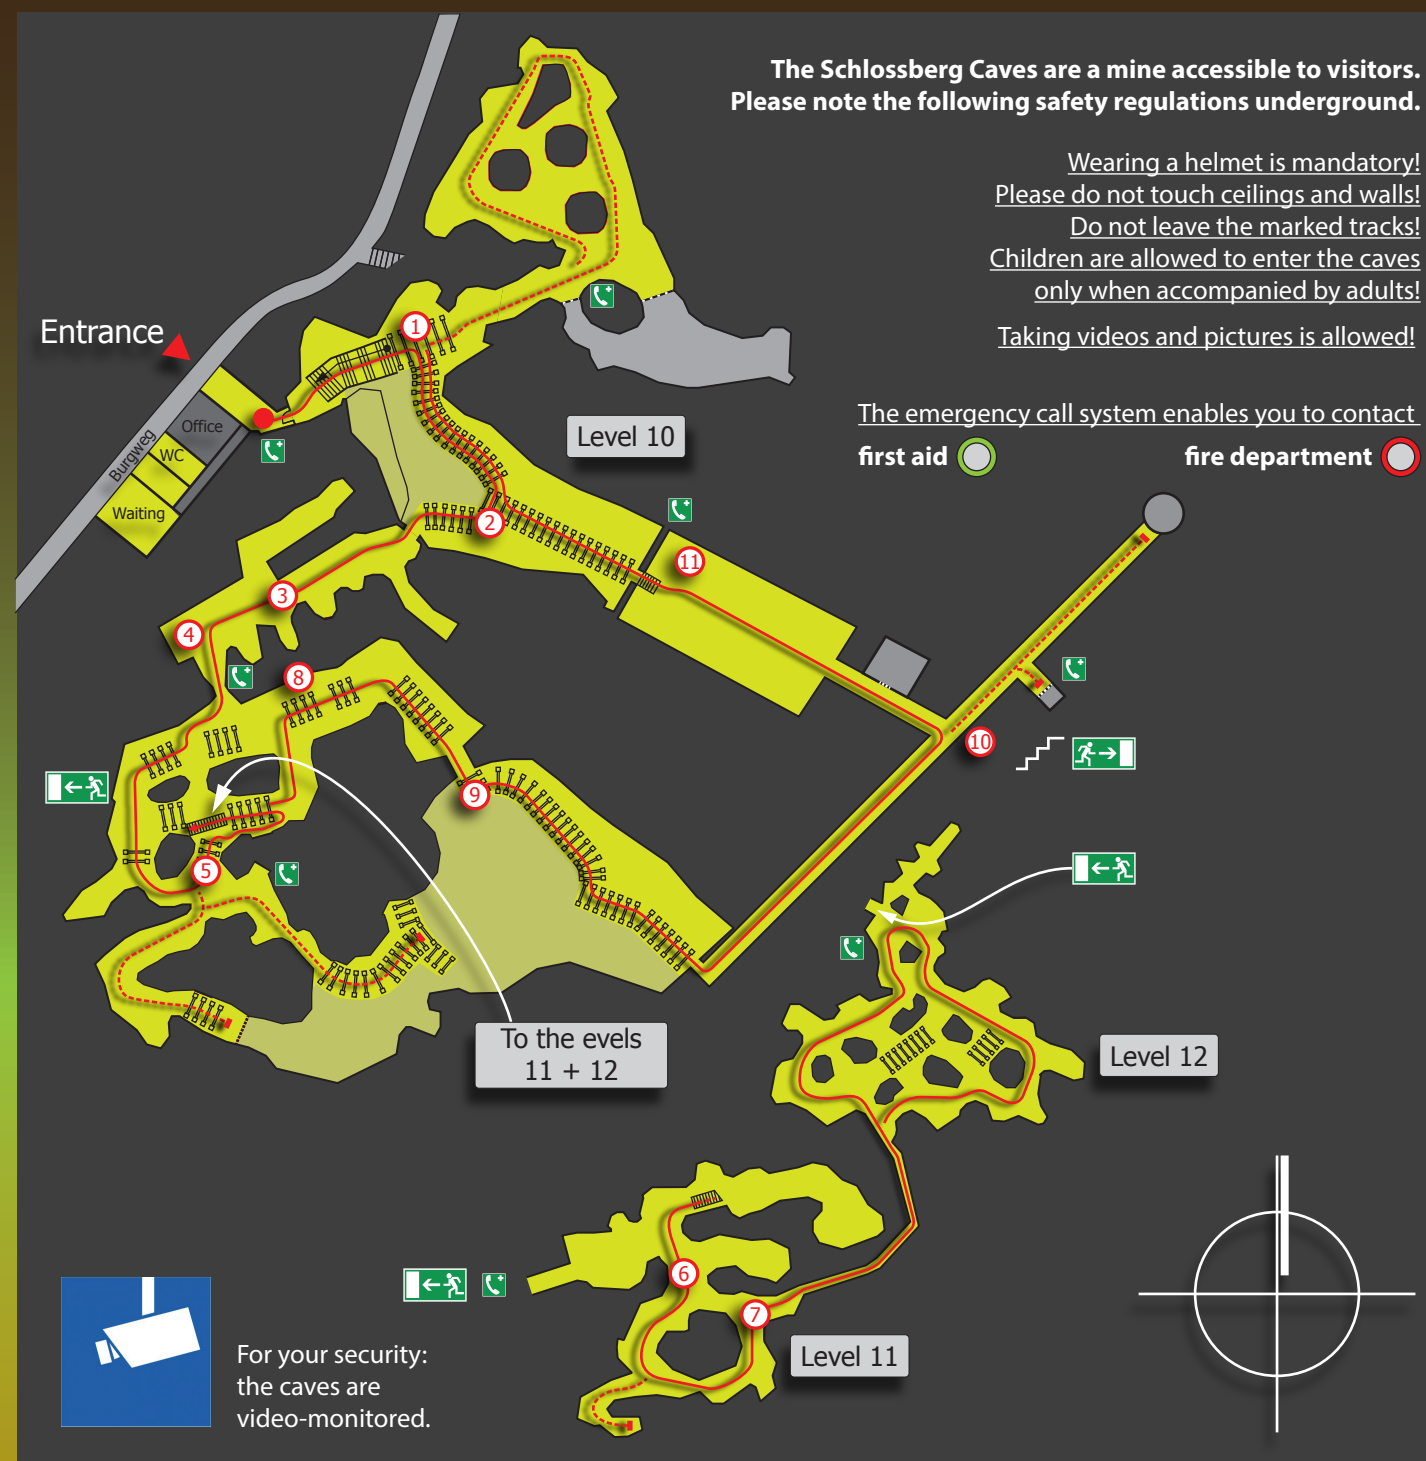 The Schlossberg Caves are a mine accessible to visitors.
Please note the following safety regulations underground.
Wearing a helmet is mandatory!
Please do not touch ceilings and walls!
Do not leave the marked tracks!
Children are allowed to enter the caves
only when accompanied by adults!
Taking videos and pictures is allowed!
The emergency call system enables you to contact
first aid
fire department
Entrance
Burgweg
Office
WC
Waiting
Level 10
1
2
3
4
5
8
9
10
11
To the evels
11 + 12
Level 12
6
7
Level 11
For your security:
the caves are
video-monitored.